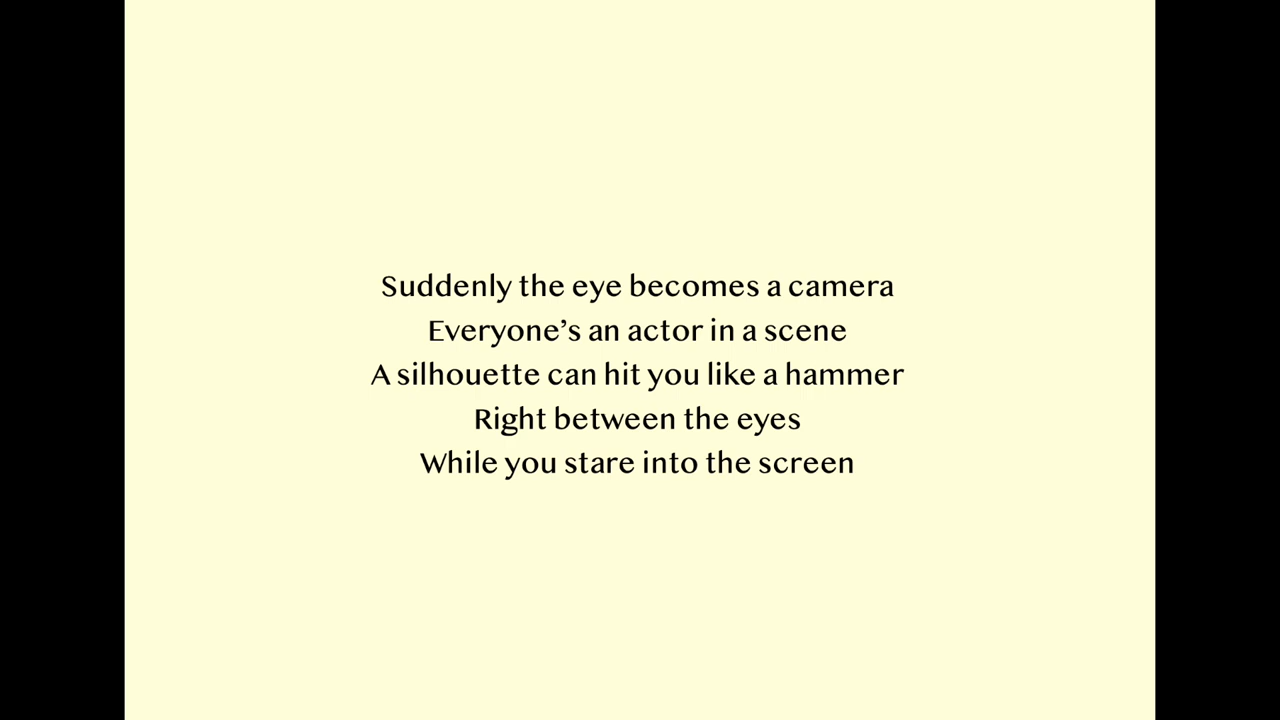 Suddenly the eye becomes a camera
Everyone’s an actor in a scene
A silhouette can hit you like a hammer
Right between the eyes
While you stare into the screen